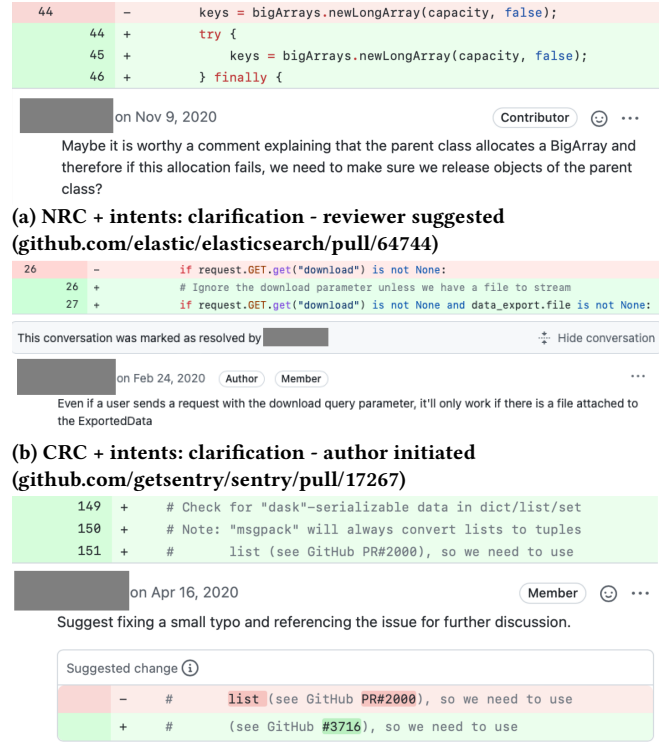 44 - keys = bigArrays.newLongArray(capacity, false);
44 + try {
45 + keys = bigArrays.newLongArray(capacity, false);
46 + } finally {
on Nov 9, 2020 Contributor
Maybe it is worthy a comment explaining that the parent class allocates a BigArray and
therefore if this allocation fails, we need to make sure we release objects of the parent
class?
(a) NRC + intents: clarification - reviewer suggested
(github.com/elastic/elasticsearch/pull/64744)
26 - if request.GET.get("download") is not None:
26 + # Ignore the download parameter unless we have a file to stream
27 + if request.GET.get("download") is not None and data_export.file is not None:
This conversation was marked as resolved by Hide conversation
on Feb 24, 2020 Author Member
Even if a user sends a request with the download query parameter, it'll only work if there is a file attached to
the ExportedData
(b) CRC + intents: clarification - author initiated
(github.com/getsentry/sentry/pull/17267)
149 + # Check for "dask"-serializable data in dict/list/set
150 + # Note: "msgpack" will always convert lists to tuples
151 + # list (see GitHub PR#2000), so we need to use
on Apr 16, 2020 Member
Suggest fixing a small typo and referencing the issue for further discussion.
Suggested change
- # list (see GitHub PR#2000), so we need to use
+ # (see GitHub #3716), so we need to use